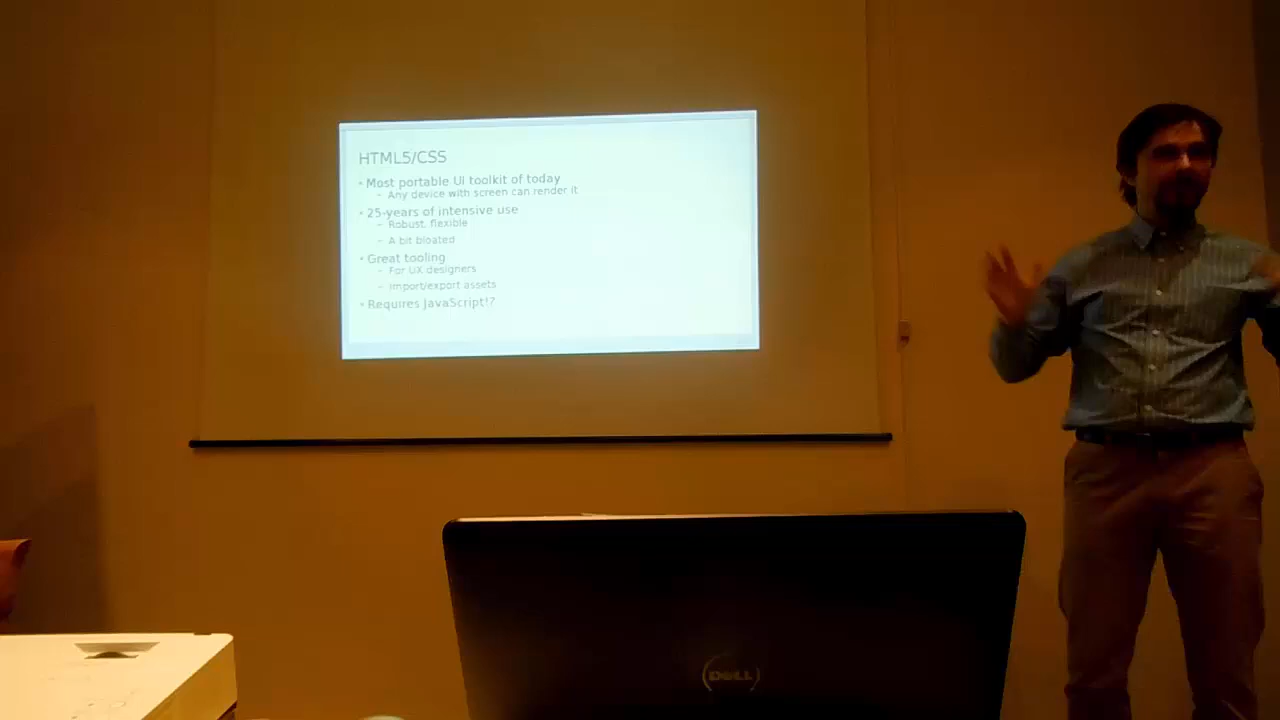 HTML5/CSS
• Most portable UI toolkit of today
– Any device with screen can render it
• 25-years of intensive use
– Robust, flexible
– A bit bloated
• Great tooling
– For UX designers
– Import/export assets
• Requires JavaScript!?
DELL